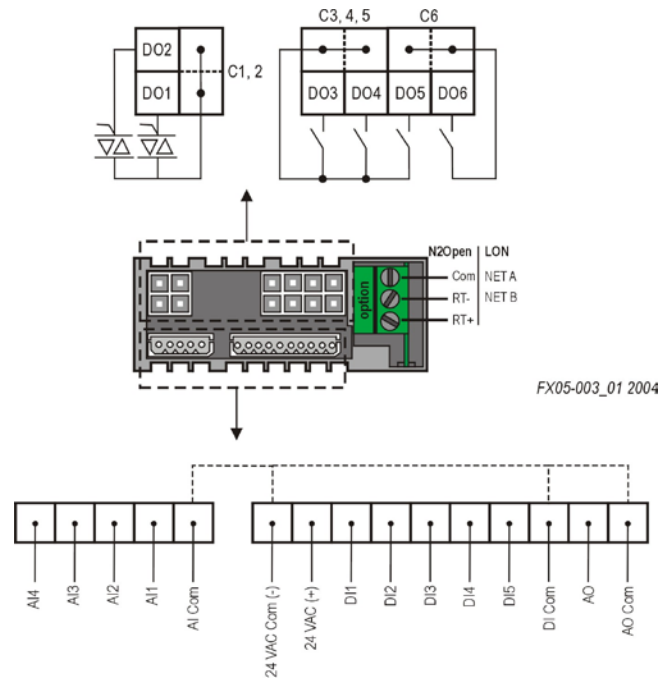 C3, 4, 5 C6
DO2
C1, 2
DO1 DO3 DO4 DO5 DO6
N2Open LON
Com NET A
RT- NET B
RT+
option
FX05-003_01 2004
AI4 AI3 AI2 AI1 AI Com 24 VAC Com (-) 24 VAC (+) DI1 DI2 DI3 DI4 DI5 DI Com AO AO Com